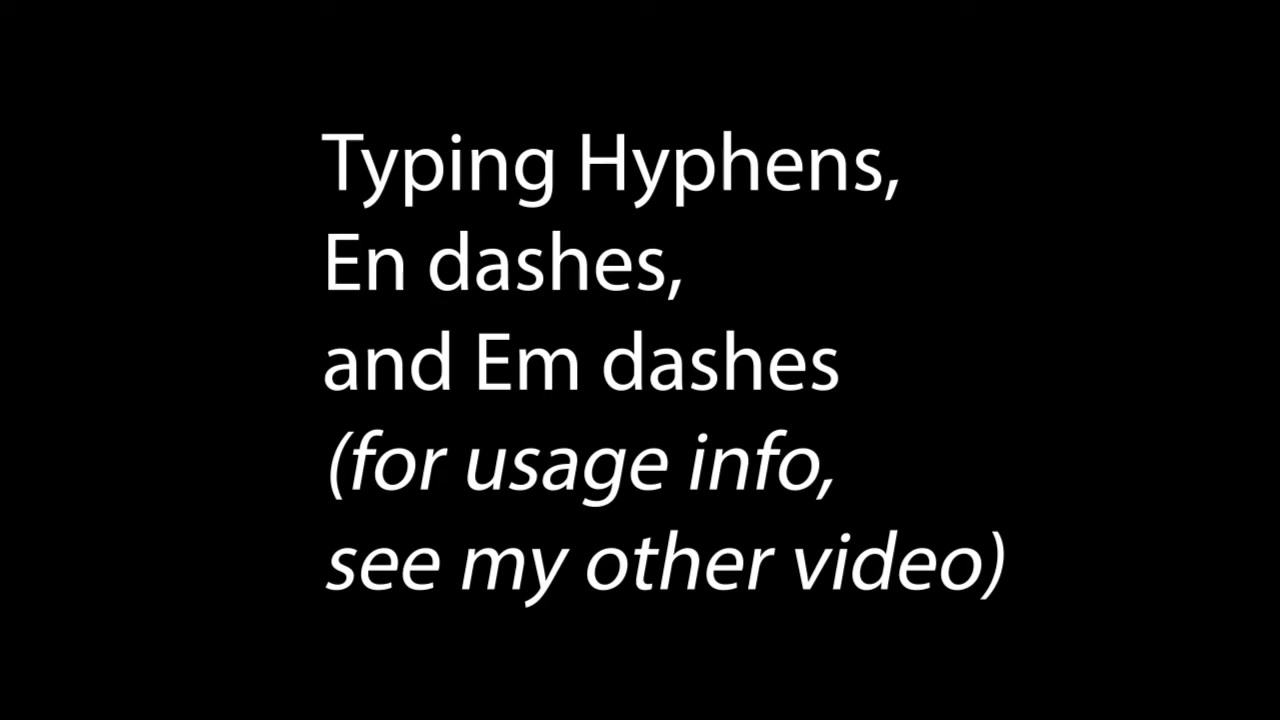 Typing Hyphens,
En dashes,
and Em dashes
(for usage info,
see my other video)